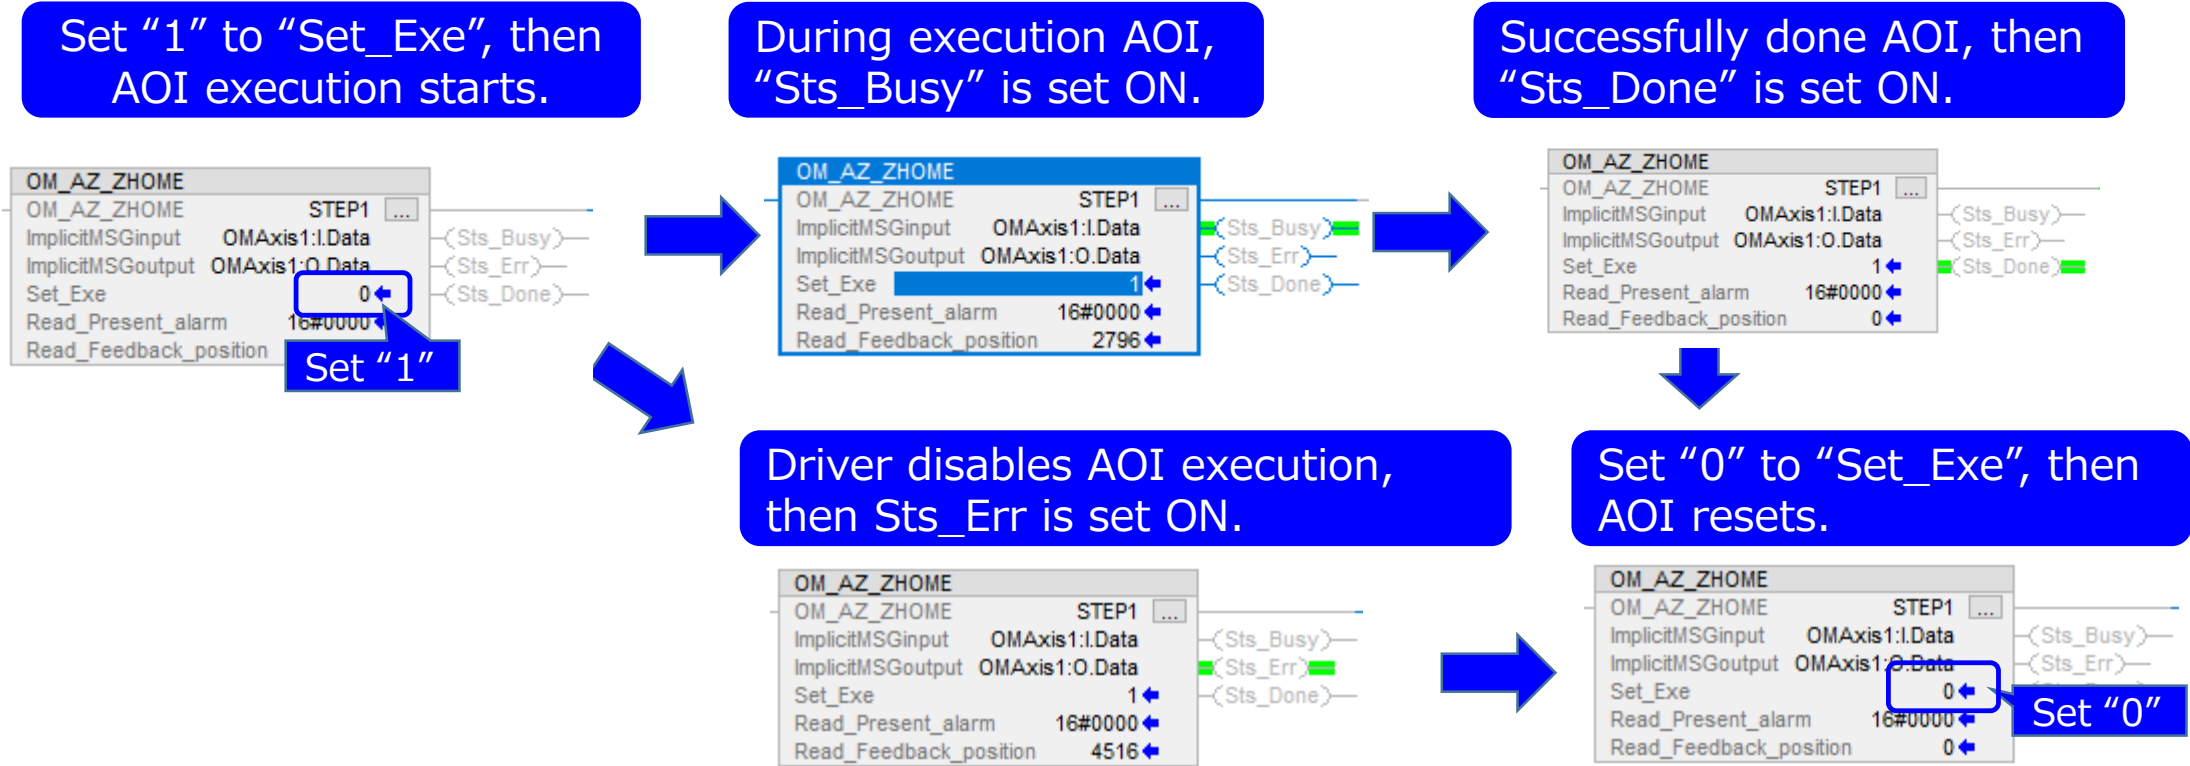 Set “1” to “Set_Exe”, then
AOI execution starts.
OM_AZ_ZHOME
OM_AZ_ZHOME STEP1 ...
ImplicitMSGinput OMAxis1:I.Data (Sts_Busy)
ImplicitMSGoutput OMAxis1:O.Data (Sts_Err)
Set_Exe 0 (Sts_Done)
Read_Present_alarm 16#0000
Read_Feedback_position
Set “1”
During execution AOI,
“Sts_Busy” is set ON.
OM_AZ_ZHOME
OM_AZ_ZHOME STEP1 ...
ImplicitMSGinput OMAxis1:I.Data (Sts_Busy)
ImplicitMSGoutput OMAxis1:O.Data (Sts_Err)
Set_Exe 1 (Sts_Done)
Read_Present_alarm 16#0000
Read_Feedback_position 2796
Successfully done AOI, then
“Sts_Done” is set ON.
OM_AZ_ZHOME
OM_AZ_ZHOME STEP1 ...
ImplicitMSGinput OMAxis1:I.Data (Sts_Busy)
ImplicitMSGoutput OMAxis1:O.Data (Sts_Err)
Set_Exe 1 (Sts_Done)
Read_Present_alarm 16#0000
Read_Feedback_position 0
Driver disables AOI execution,
then Sts_Err is set ON.
OM_AZ_ZHOME
OM_AZ_ZHOME STEP1 ...
ImplicitMSGinput OMAxis1:I.Data (Sts_Busy)
ImplicitMSGoutput OMAxis1:O.Data (Sts_Err)
Set_Exe 1 (Sts_Done)
Read_Present_alarm 16#0000
Read_Feedback_position 4516
Set “0” to “Set_Exe”, then
AOI resets.
OM_AZ_ZHOME
OM_AZ_ZHOME STEP1 ...
ImplicitMSGinput OMAxis1:I.Data (Sts_Busy)
ImplicitMSGoutput OMAxis1:O.Data (Sts_Err)
Set_Exe 0
Read_Present_alarm 16#0000
Read_Feedback_position 0
Set “0”